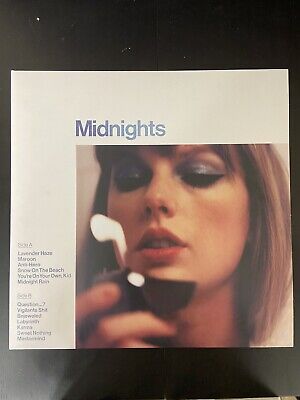 Midnights
Side A
Lavender Haze
Maroon
Anti-Hero
Snow On The Beach
You're On Your Own, Kid
Midnight Rain
Side B
Question...?
Vigilante Shit
Bejeweled
Labyrinth
Karma
Sweet Nothing
Mastermind